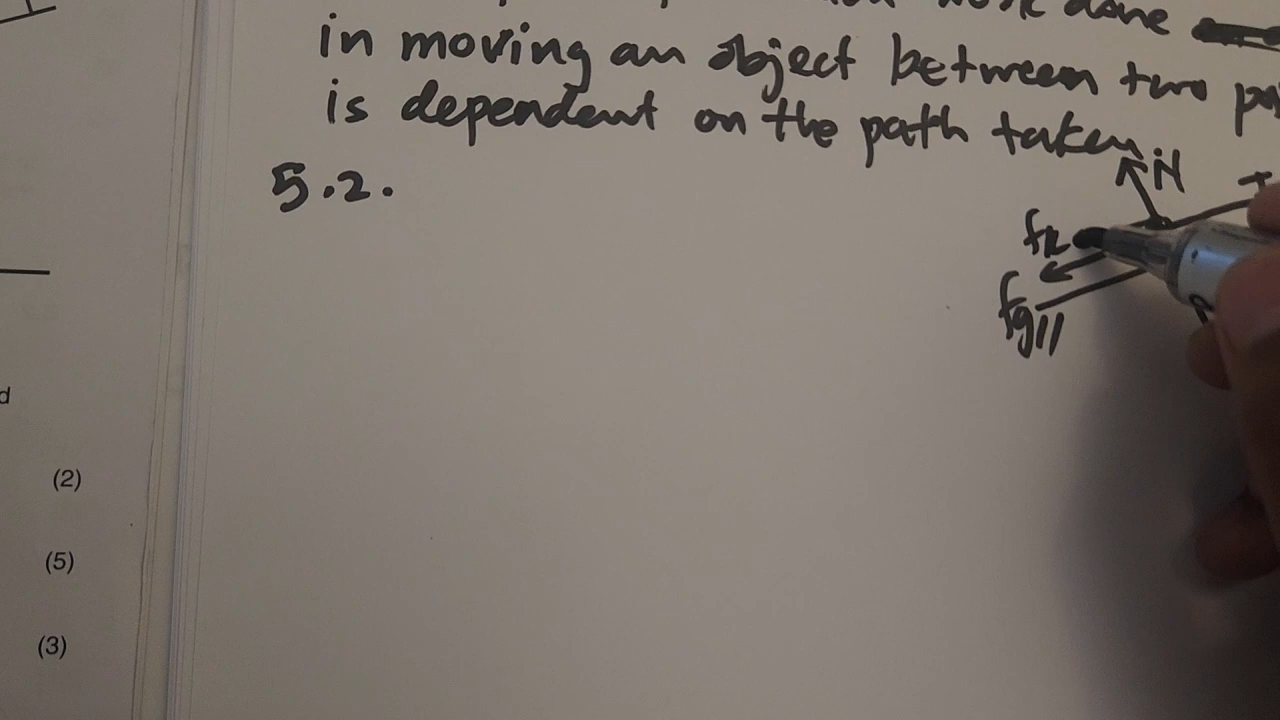 done
in moving an object between two
is dependent on the path taken.
5.2.
N
fk
fg//
d
(2)
(5)
(3)